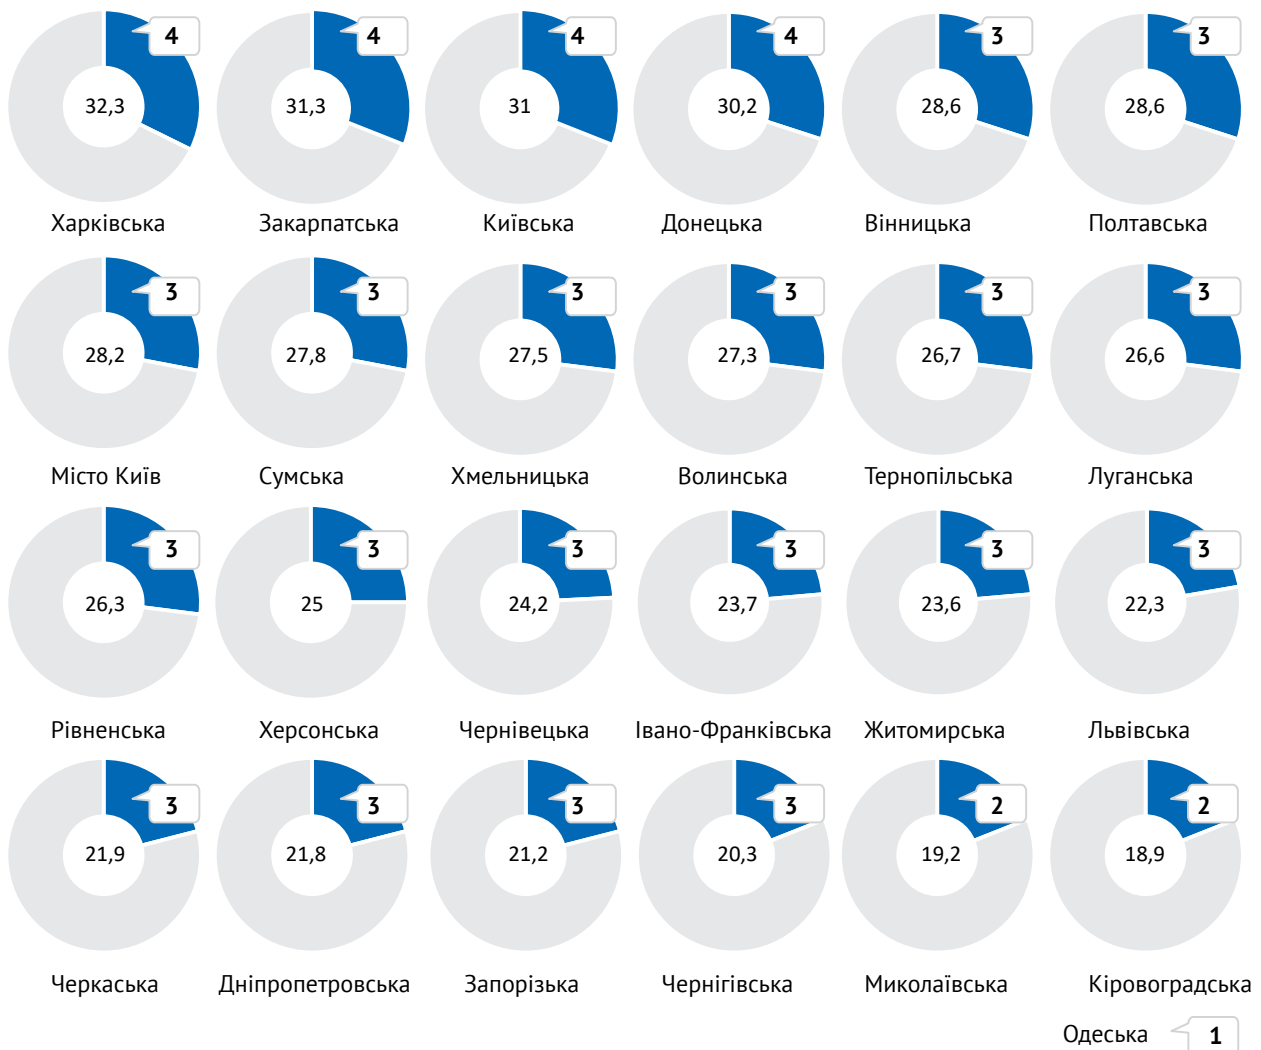 4 4 4 4 3 3
32,3 31,3 31 30,2 28,6 28,6
Харківська Закарпатська Київська Донецька Вінницька Полтавська
3 3 3 3 3 3
28,2 27,8 27,5 27,3 26,7 26,6
Місто Київ Сумська Хмельницька Волинська Тернопільська Луганська
3 3 3 3 3 3
26,3 25 24,2 23,7 23,6 22,3
Рівненська Херсонська Чернівецька Івано-Франківська Житомирська Львівська
3 3 3 3 2 2
21,9 21,8 21,2 20,3 19,2 18,9
Черкаська Дніпропетровська Запорізька Чернігівська Миколаївська Кіровоградська
Одеська 1